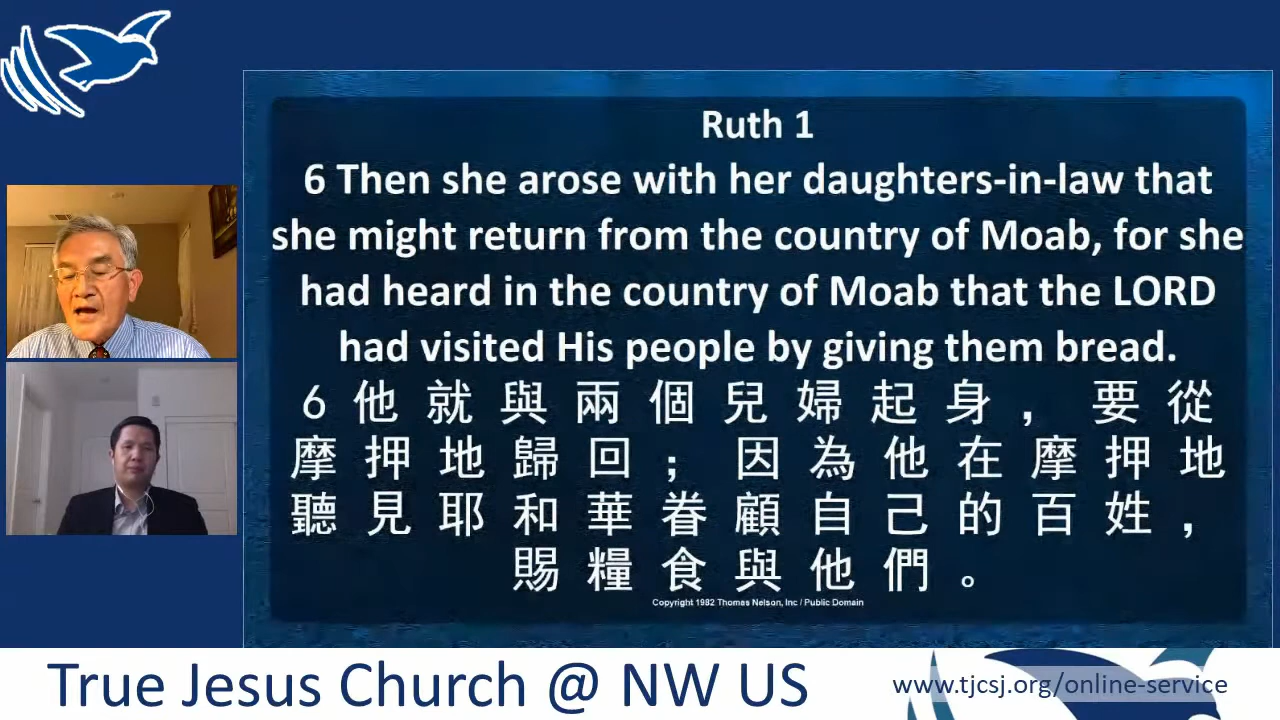 Ruth 1
6 Then she arose with her daughters-in-law that
she might return from the country of Moab, for she
had heard in the country of Moab that the LORD
had visited His people by giving them bread.
6 他就與兩個兒婦起身，要從
摩押地歸回；因為他在摩押地
聽見耶和華眷顧自己的百姓，
賜糧食與他們。
Copyright 1982 Thomas Nelson, Inc / Public Domain
True Jesus Church @ NW US
www.tjcsj.org/online-service